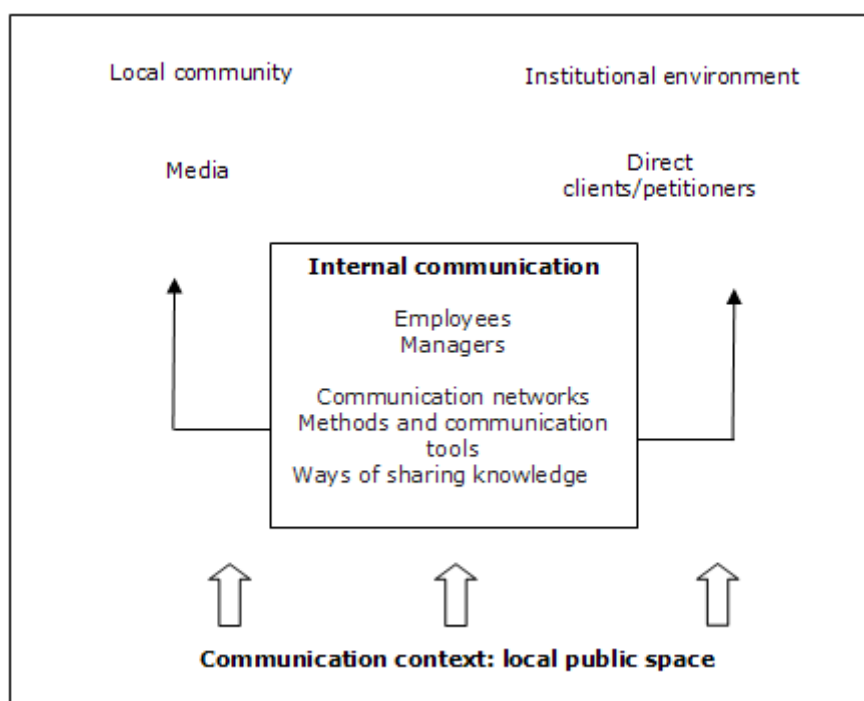 Local community
Institutional environment
Media
Direct
clients/petitioners
Internal communication
Employees
Managers
Communication networks
Methods and communication
tools
Ways of sharing knowledge
Communication context: local public space